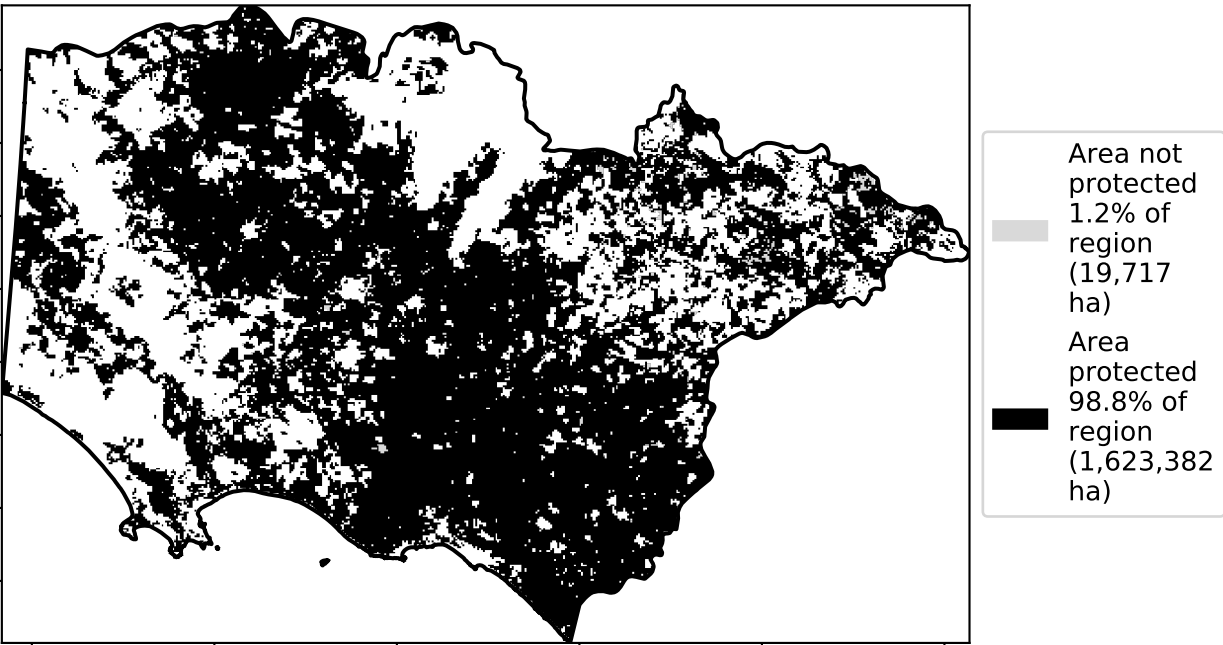 Area not
protected
1.2% of
region
(19,717
ha)
Area
protected
98.8% of
region
(1,623,382
ha)